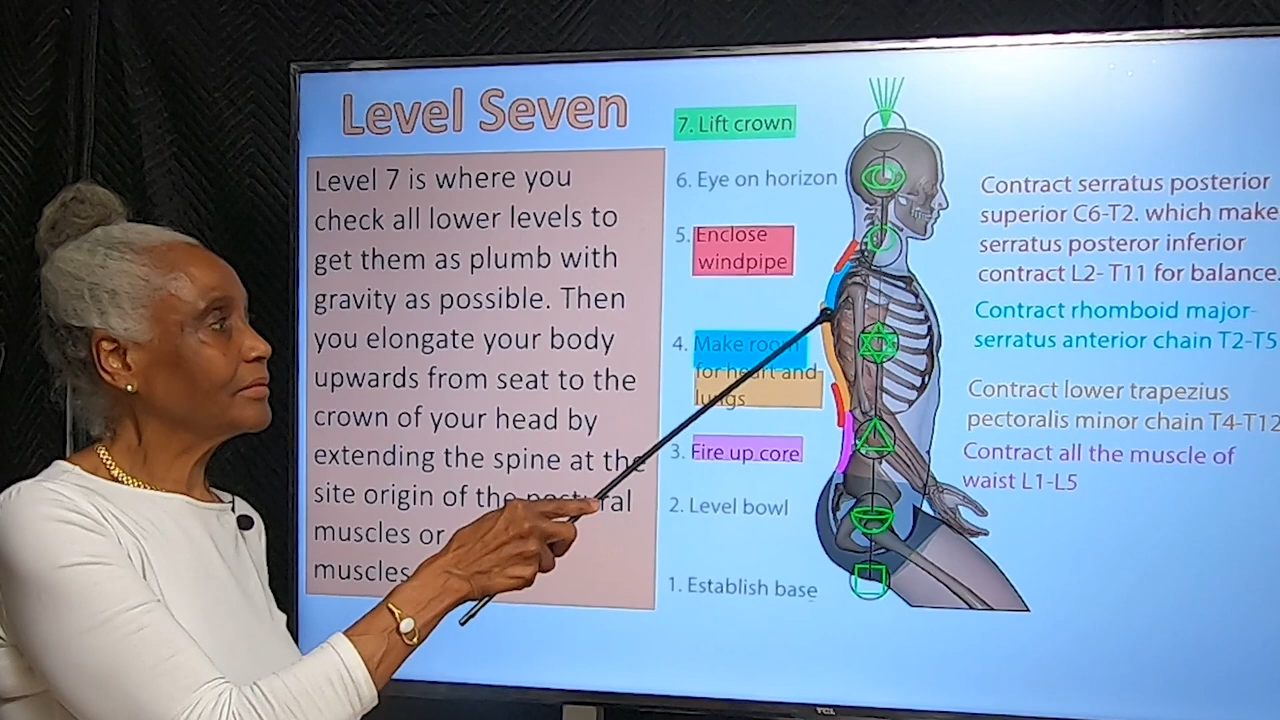 Level Seven
Level 7 is where you
check all lower levels to
get them as plumb with
gravity as possible. Then
you elongate your body
upwards from seat to the
crown of your head by
extending the spine at the
site origin of the postural
muscles or
muscles
7. Lift crown
6. Eye on horizon
5. Enclose
windpipe
4. Make room
for heart and
lungs
3. Fire up core
2. Level bowl
1. Establish base
Contract serratus posterior
superior C6-T2. which make
serratus posteror inferior
contract L2- T11 for balance.
Contract rhomboid major-
serratus anterior chain T2-T5
Contract lower trapezius
pectoralis minor chain T4-T12
Contract all the muscle of
waist L1-L5
TCL